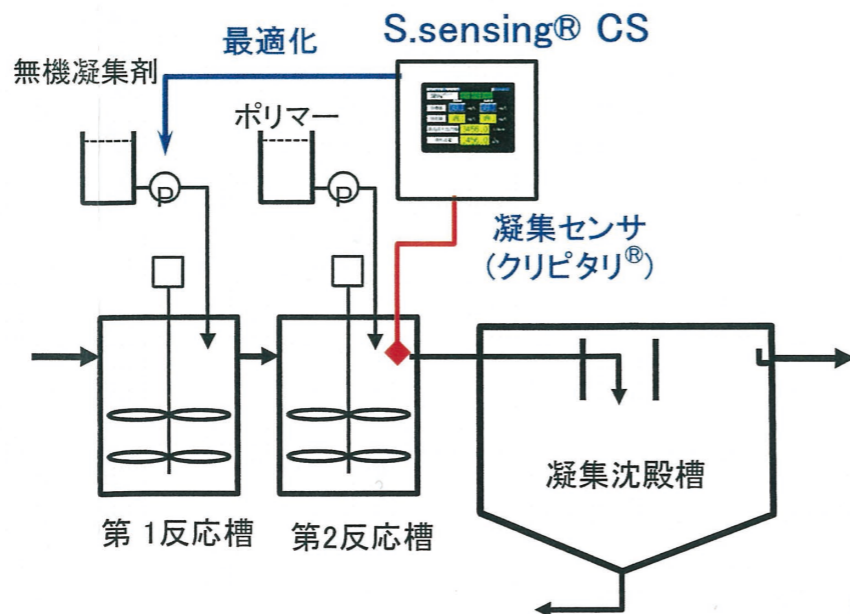 最適化
S.sensing® CS
無機凝集剤
ポリマー
P
P
凝集センサ
(クリピタリ®)
凝集沈殿槽
第 1反応槽
第2反応槽